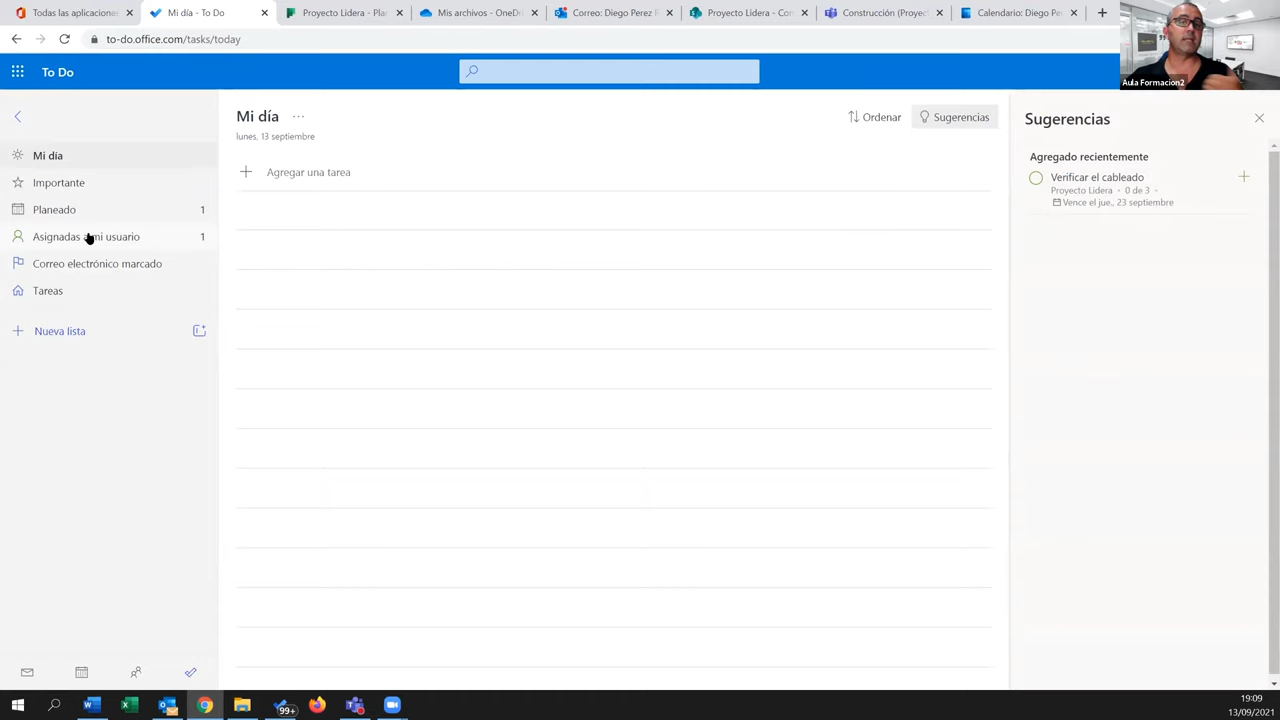 Todas las aplicaciones
Mi día - To Do
Proyecto Lidera - Pla
Mis archivos - OneDri
Correo: Diego Perez R
Proyecto Lidera - Con
Construcción (Proyec
Calendario: Diego Pe
to-do.office.com/tasks/today
Aula Formacion2
To Do
Mi día
lunes, 13 septiembre
Ordenar
Sugerencias
Agregar una tarea
Mi día
Importante
Planeado 1
Asignadas a mi usuario 1
Correo electrónico marcado
Tareas
Nueva lista
Sugerencias
Agregado recientemente
Verificar el cableado
Proyecto Lidera • 0 de 3 •
Vence el jue., 23 septiembre
99+
19:09
13/09/2021